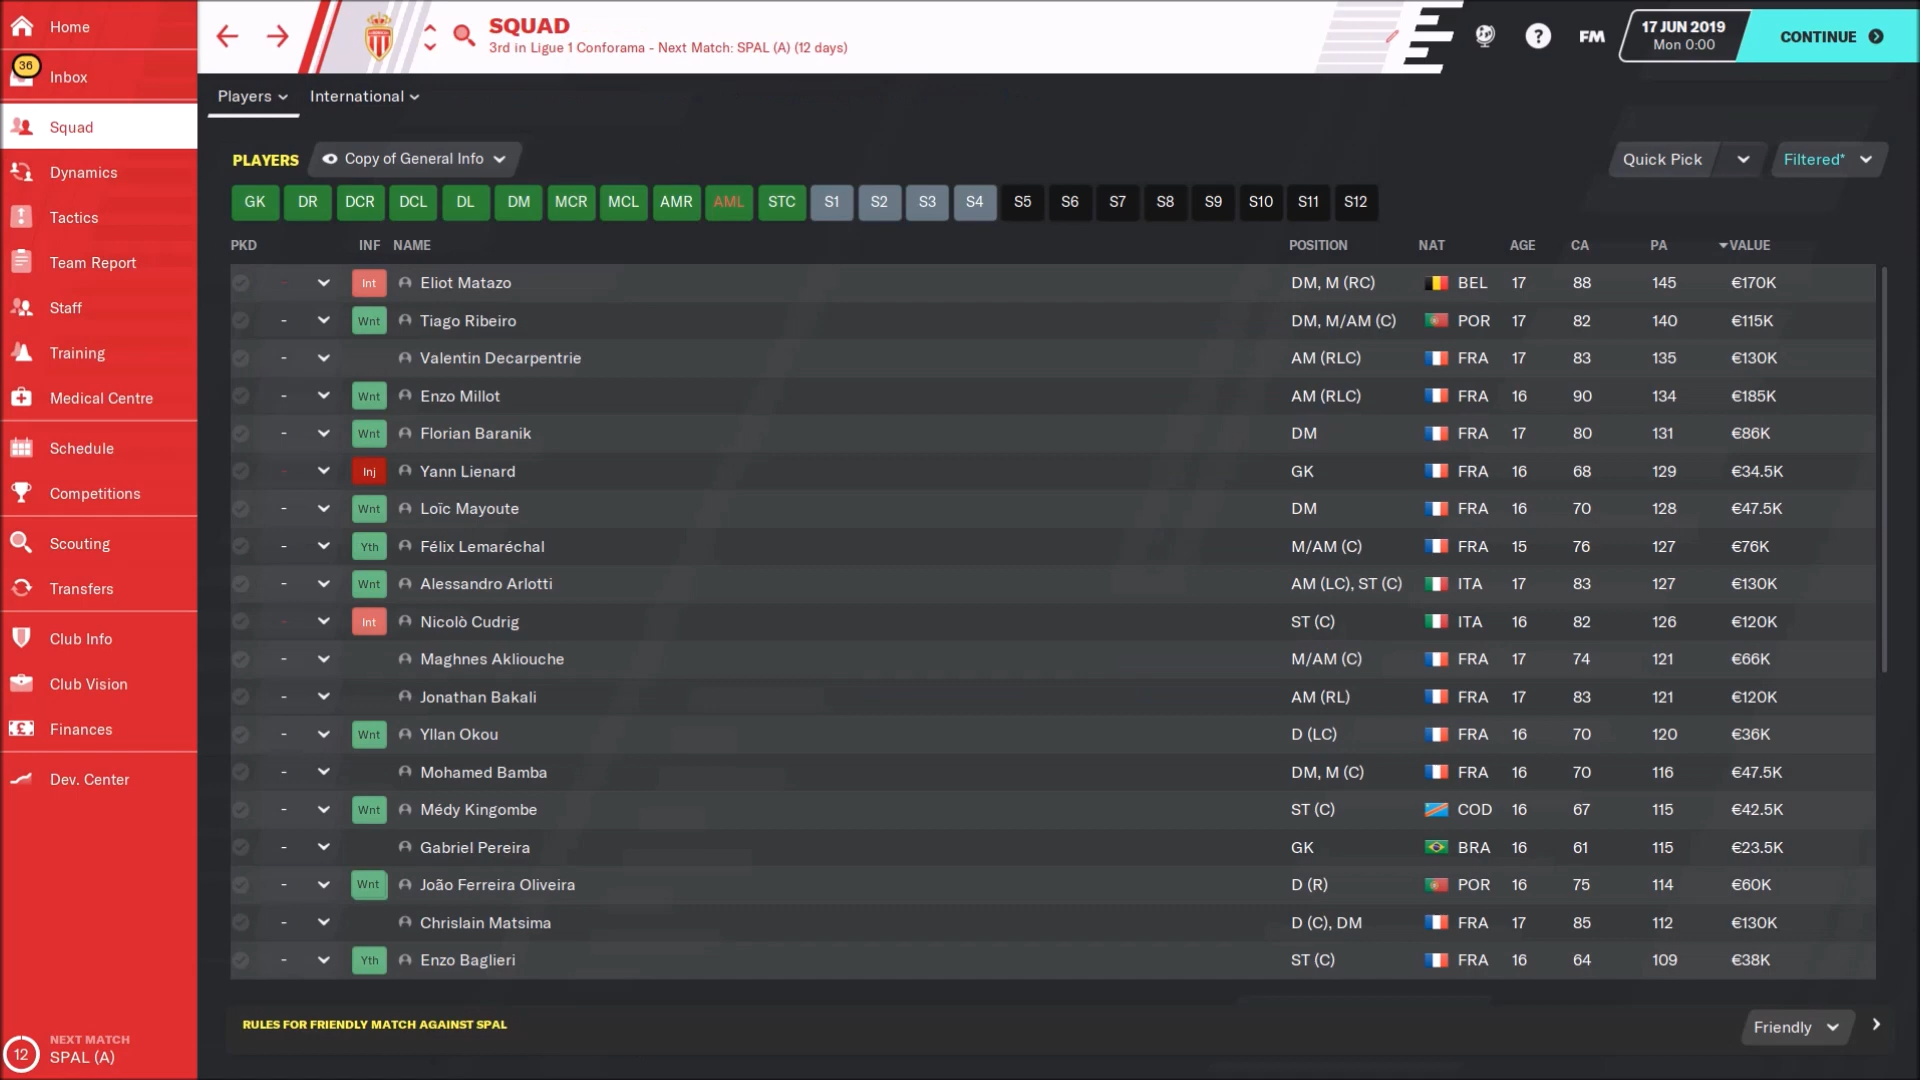 Home
36
Inbox
Squad
Dynamics
Tactics
Team Report
Staff
Training
Medical Centre
Schedule
Competitions
Scouting
Transfers
Club Info
Club Vision
Finances
Dev. Center
NEXT MATCH
12 SPAL (A)
SQUAD
3rd in Ligue 1 Conforama - Next Match: SPAL (A) (12 days)
? FM
17 JUN 2019
Mon 0:00
CONTINUE
Players International
PLAYERS Copy of General Info Quick Pick Filtered*
GK DR DCR DCL DL DM MCR MCL AMR AML STC S1 S2 S3 S4 S5 S6 S7 S8 S9 S10 S11 S12
PKD INF NAME POSITION NAT AGE CA PA VALUE
- Int Eliot Matazo DM, M (RC) BEL 17 88 145 €170K
- Wnt Tiago Ribeiro DM, M/AM (C) POR 17 82 140 €115K
- Valentin Decarpentrie AM (RLC) FRA 17 83 135 €130K
- Wnt Enzo Millot AM (RLC) FRA 16 90 134 €185K
- Wnt Florian Baranik DM FRA 17 80 131 €86K
- Inj Yann Lienard GK FRA 16 68 129 €34.5K
- Wnt Loïc Mayoute DM FRA 16 70 128 €47.5K
- Yth Félix Lemaréchal M/AM (C) FRA 15 76 127 €76K
- Wnt Alessandro Arlotti AM (LC), ST (C) ITA 17 83 127 €130K
- Int Nicolò Cudrig ST (C) ITA 16 82 126 €120K
- Maghnes Akliouche M/AM (C) FRA 17 74 121 €66K
- Jonathan Bakali AM (RL) FRA 17 83 121 €120K
- Wnt Yllan Okou D (LC) FRA 16 70 120 €36K
- Mohamed Bamba DM, M (C) FRA 16 70 116 €47.5K
- Wnt Médy Kingombe ST (C) COD 16 67 115 €42.5K
- Gabriel Pereira GK BRA 16 61 115 €23.5K
- Wnt João Ferreira Oliveira D (R) POR 16 75 114 €60K
- Chrislain Matsima D (C), DM FRA 17 85 112 €130K
- Yth Enzo Baglieri ST (C) FRA 16 64 109 €38K
RULES FOR FRIENDLY MATCH AGAINST SPAL
Friendly